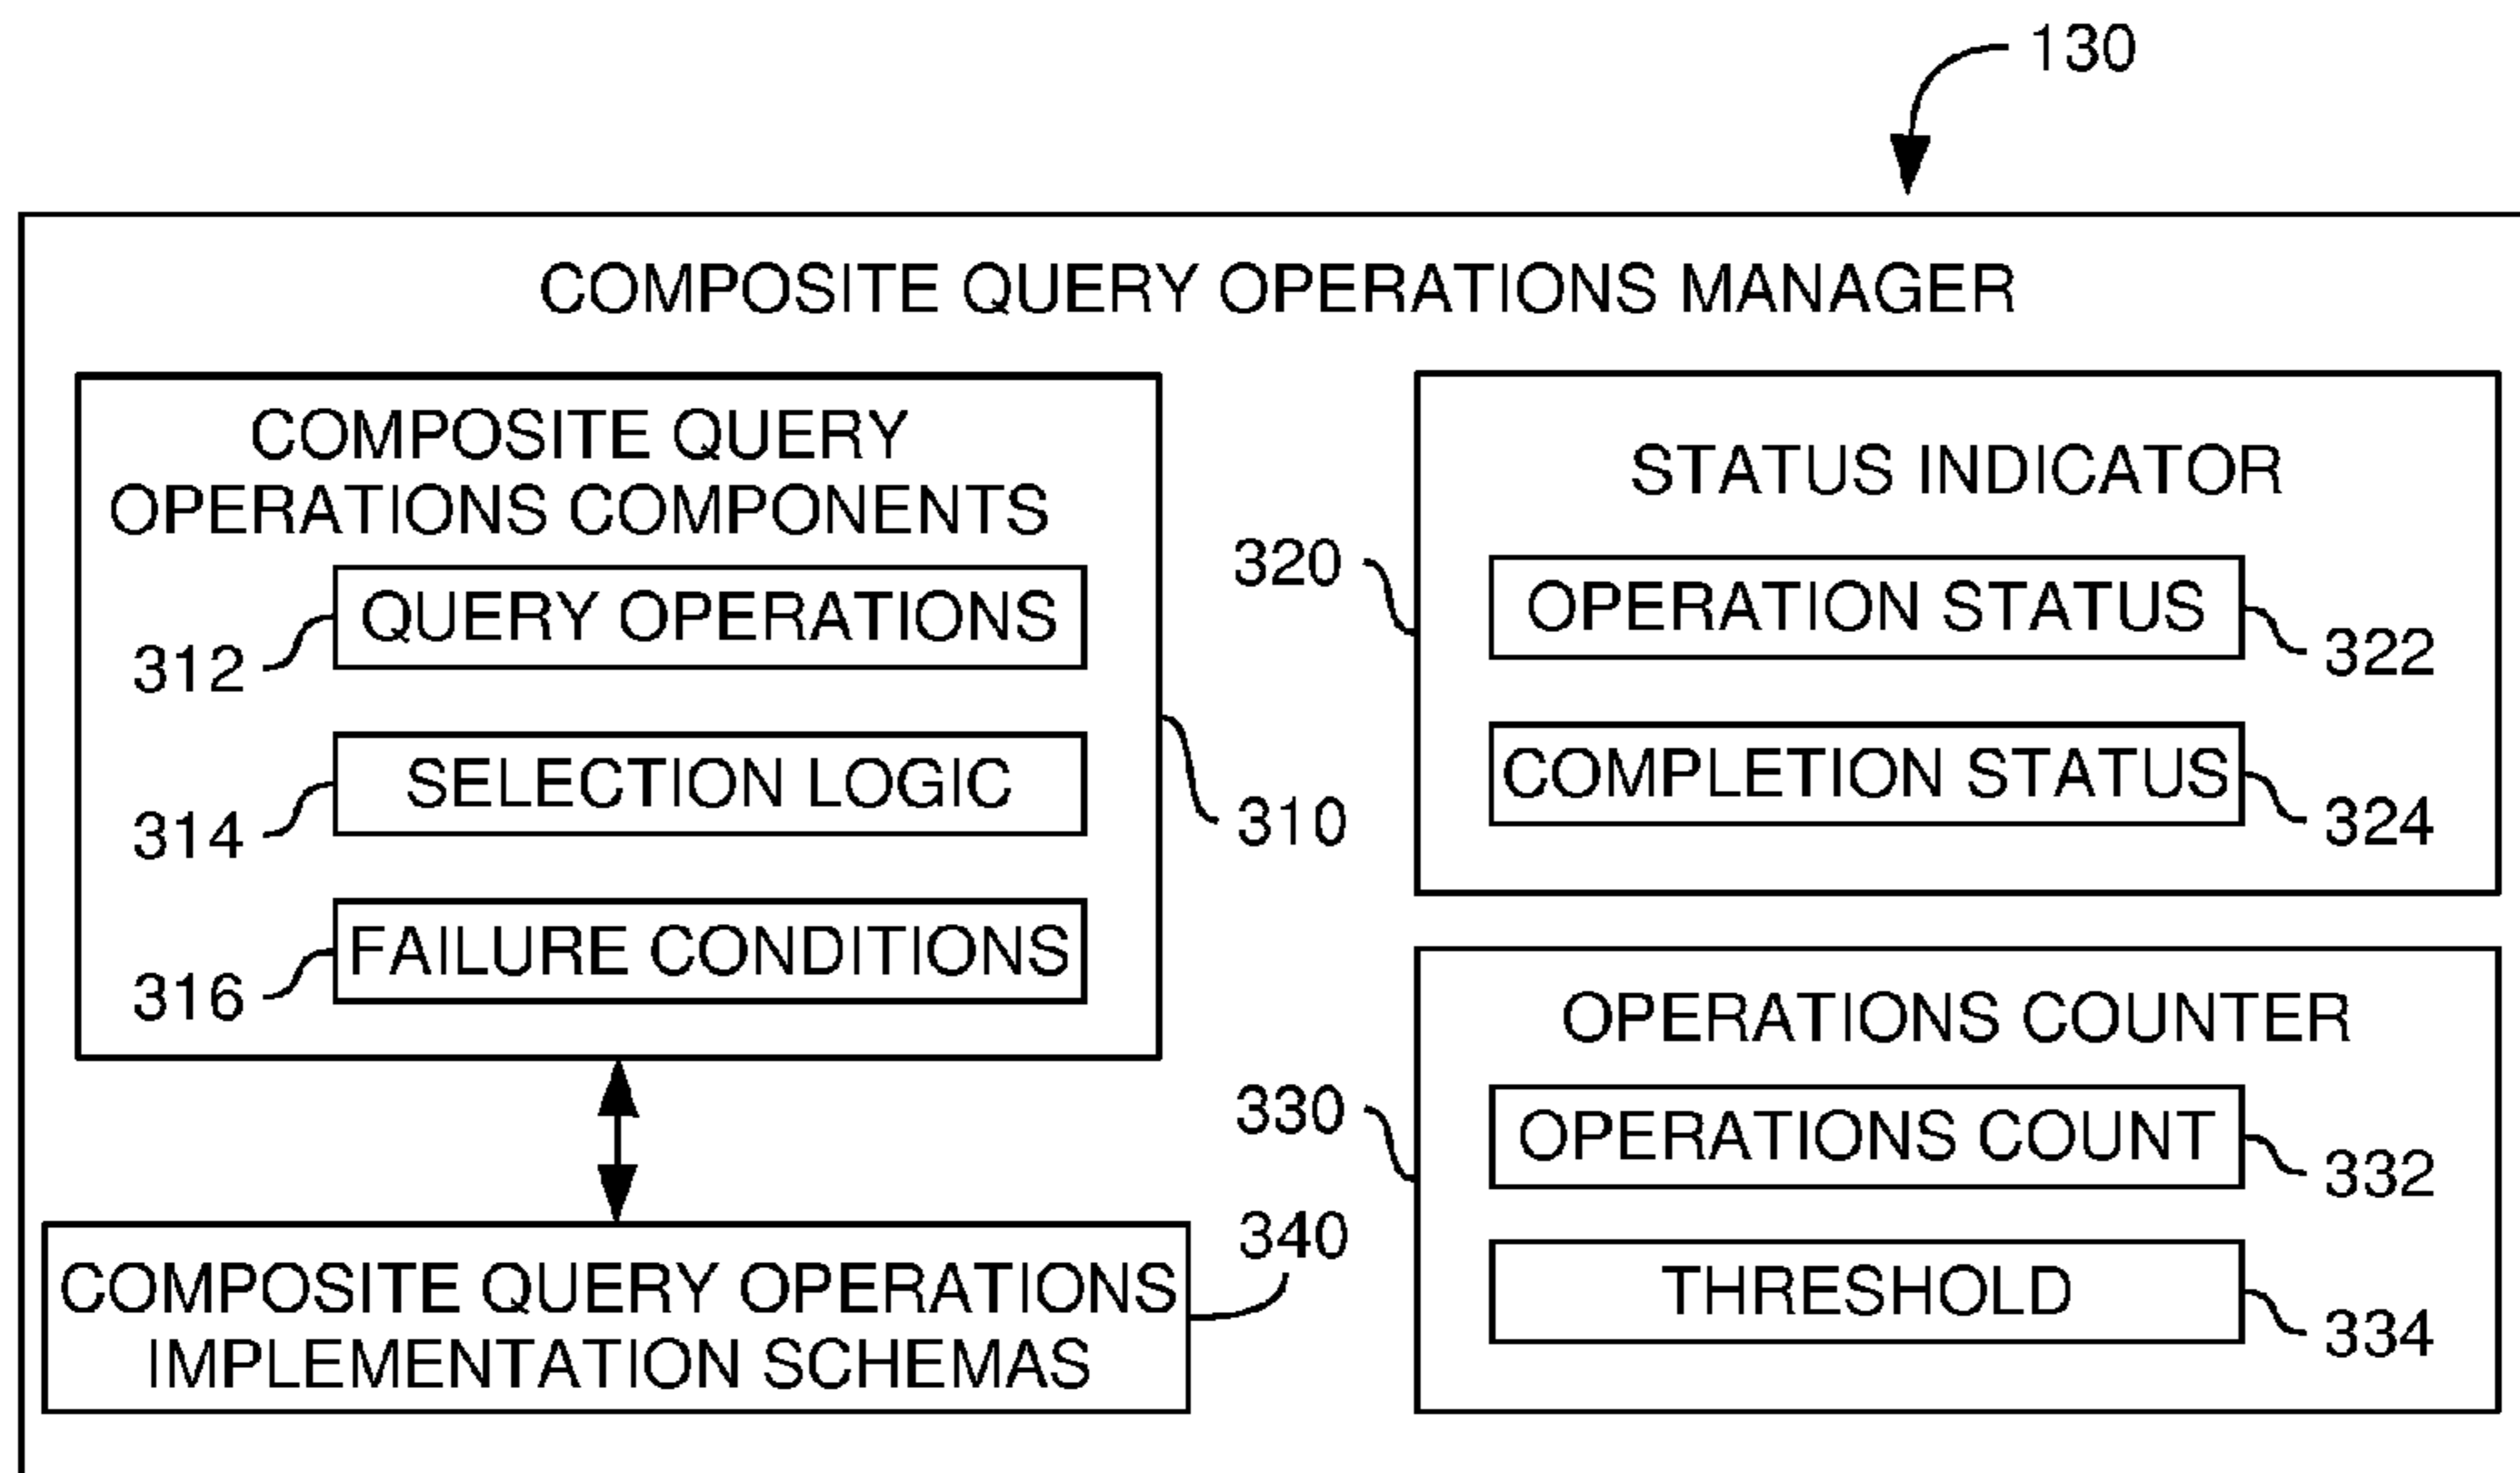 130
COMPOSITE QUERY OPERATIONS MANAGER
COMPOSITE QUERY
OPERATIONS COMPONENTS
QUERY OPERATIONS
312
SELECTION LOGIC
314
FAILURE CONDITIONS
316
310
STATUS INDICATOR
320
OPERATION STATUS
322
COMPLETION STATUS
324
OPERATIONS COUNTER
330
OPERATIONS COUNT
332
THRESHOLD
334
340
COMPOSITE QUERY OPERATIONS
IMPLEMENTATION SCHEMAS